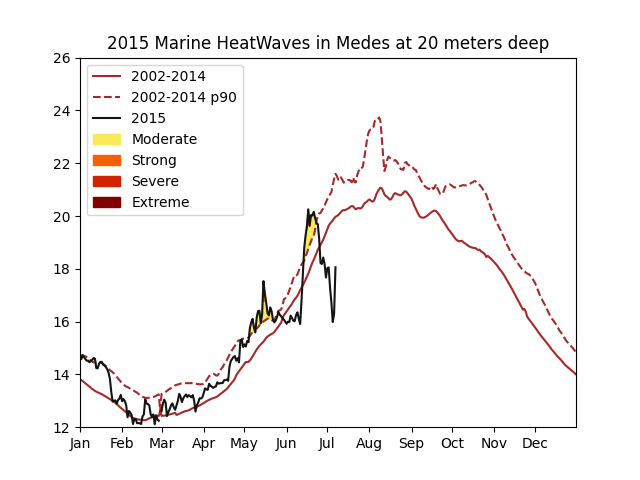 2015 Marine HeatWaves in Medes at 20 meters deep
2002-2014
2002-2014 p90
2015
Moderate
Strong
Severe
Extreme
26
24
22
20
18
16
14
12
Jan Feb Mar Apr May Jun Jul Aug Sep Oct Nov Dec